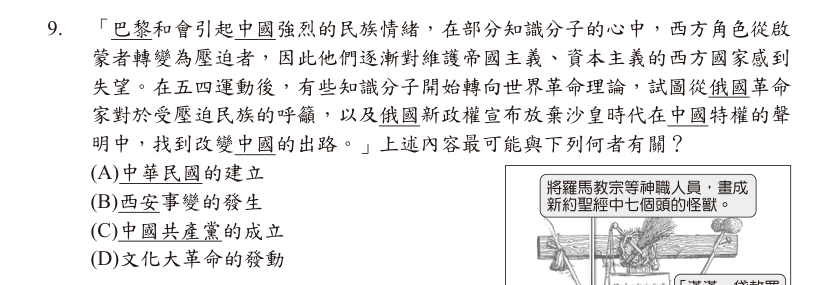 9. 「巴黎和會引起中國強烈的民族情緒，在部分知識分子的心中，西方角色從啟
蒙者轉變為壓迫者，因此他們逐漸對維護帝國主義、資本主義的西方國家感到
失望。在五四運動後，有些知識分子開始轉向世界革命理論，試圖從俄國革命
家對於受壓迫民族的呼籲，以及俄國新政權宣布放棄沙皇時代在中國特權的聲
明中，找到改變中國的出路。」上述內容最可能與下列何者有關？
(A)中華民國的建立
(B)西安事變的發生
(C)中國共產黨的成立
(D)文化大革命的發動
將羅馬教宗等神職人員，畫成
新約聖經中七個頭的怪獸。